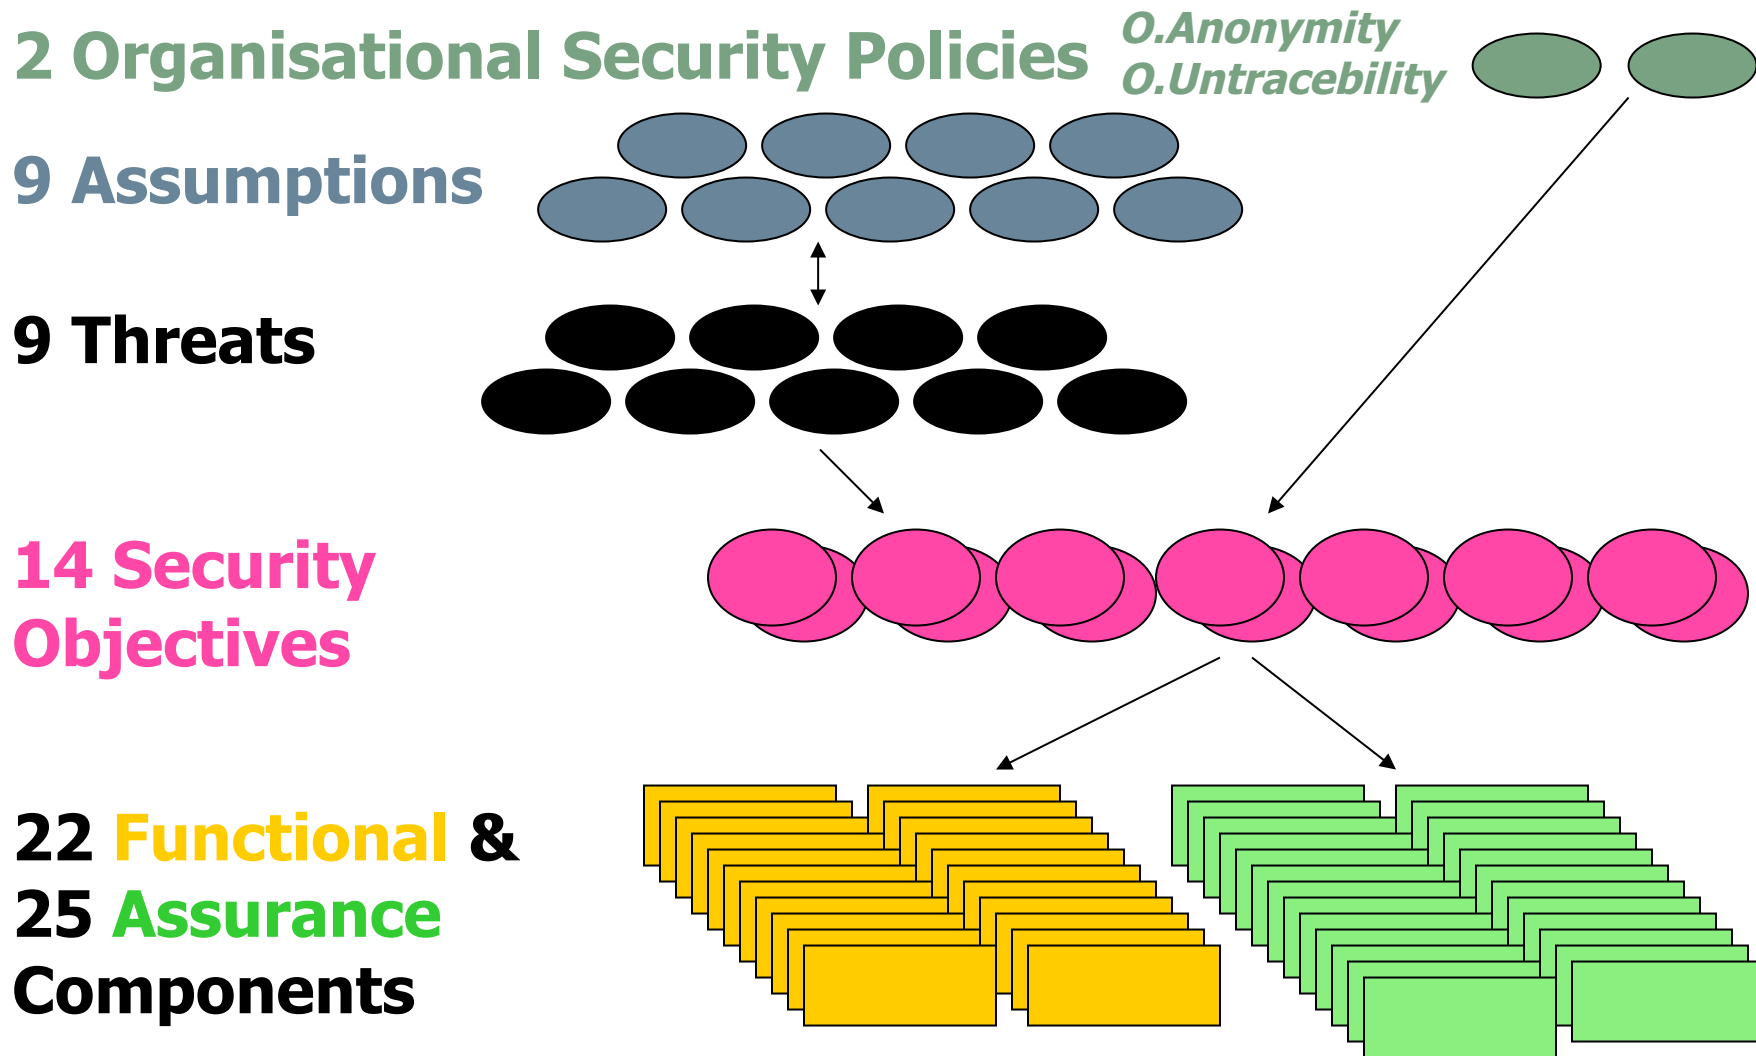 2 Organisational Security Policies
O.Anonymity
O.Untracebility
9 Assumptions
9 Threats
14 Security
Objectives
22 Functional &
25 Assurance
Components